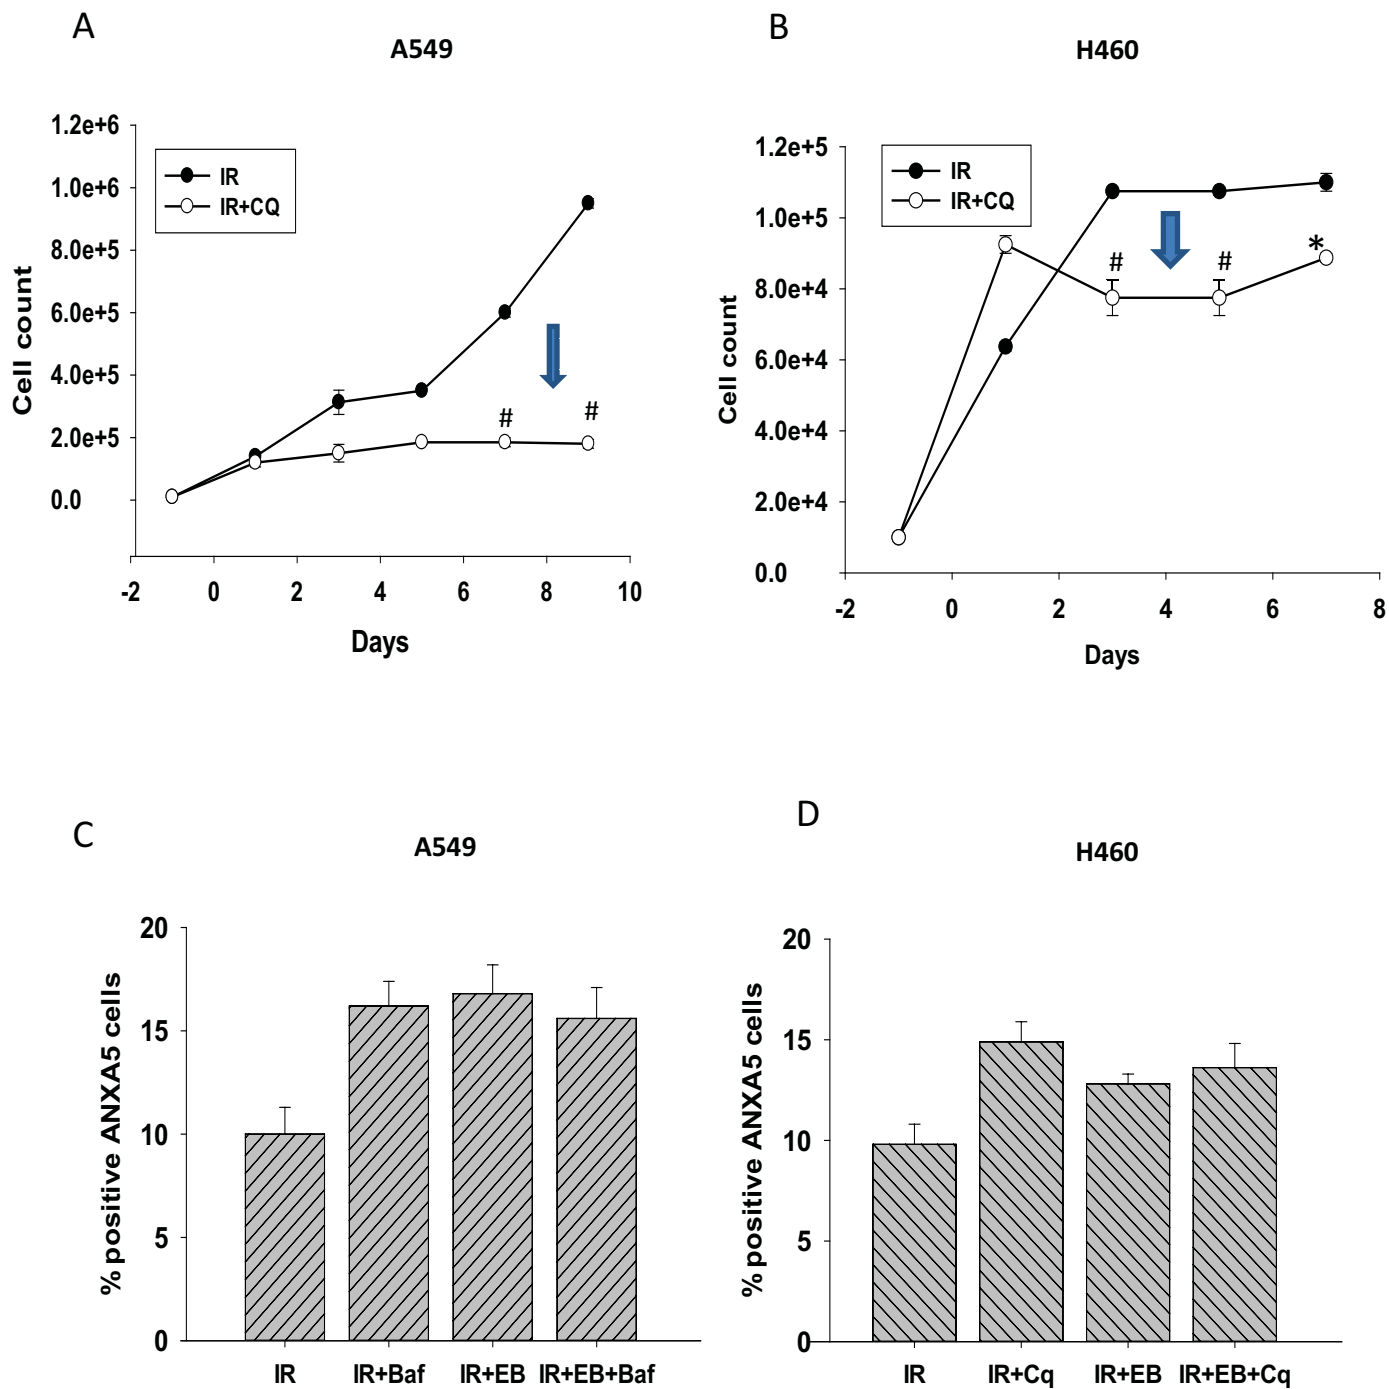 A
A549
1.2e+6
1.0e+6
8.0e+5
6.0e+5
4.0e+5
2.0e+5
0.0
Cell count
IR
IR+CQ
#
#
-2 0 2 4 6 8 10
Days
B
H460
1.2e+5
1.0e+5
8.0e+4
6.0e+4
4.0e+4
2.0e+4
0.0
Cell count
IR
IR+CQ
#
#
*
-2 0 2 4 6 8
Days
C
A549
20
15
10
5
0
% positive ANXA5 cells
IR IR+Baf IR+EB IR+EB+Baf
D
H460
20
15
10
5
0
% positive ANXA5 cells
IR IR+Cq IR+EB IR+EB+Cq